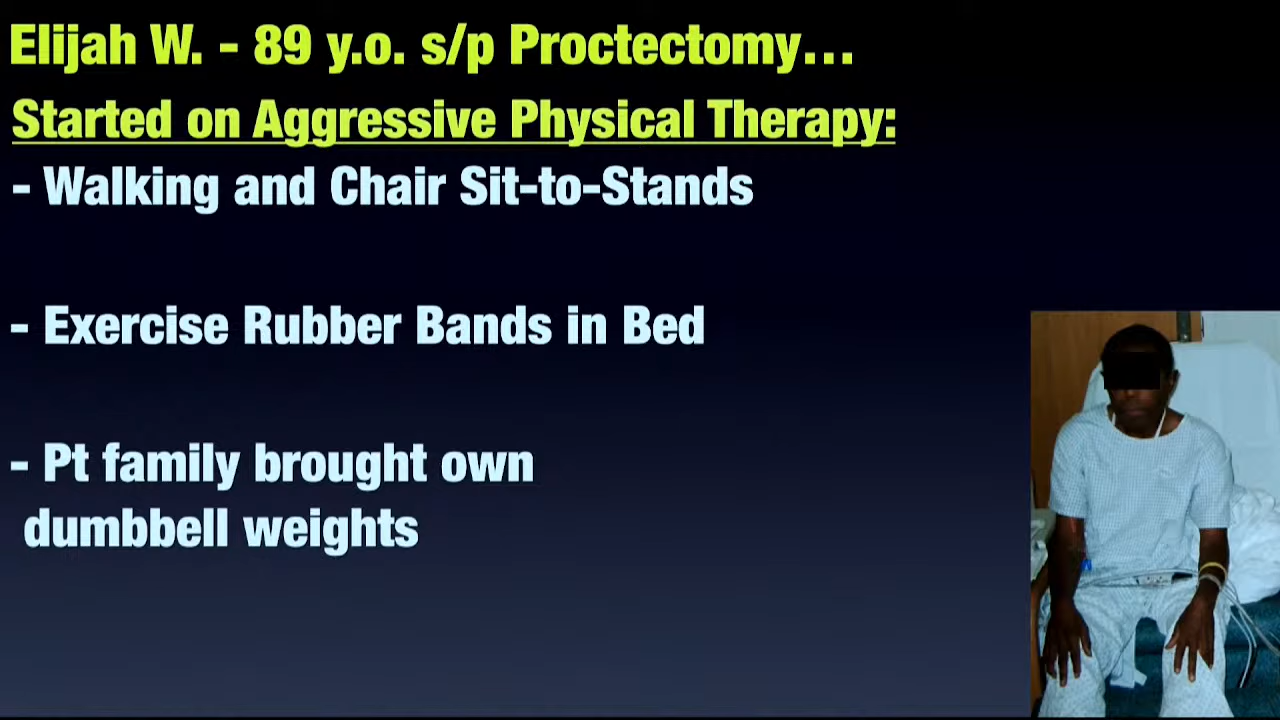 Elijah W. - 89 y.o. s/p Proctectomy...
Started on Aggressive Physical Therapy:
- Walking and Chair Sit-to-Stands
- Exercise Rubber Bands in Bed
- Pt family brought own
dumbbell weights